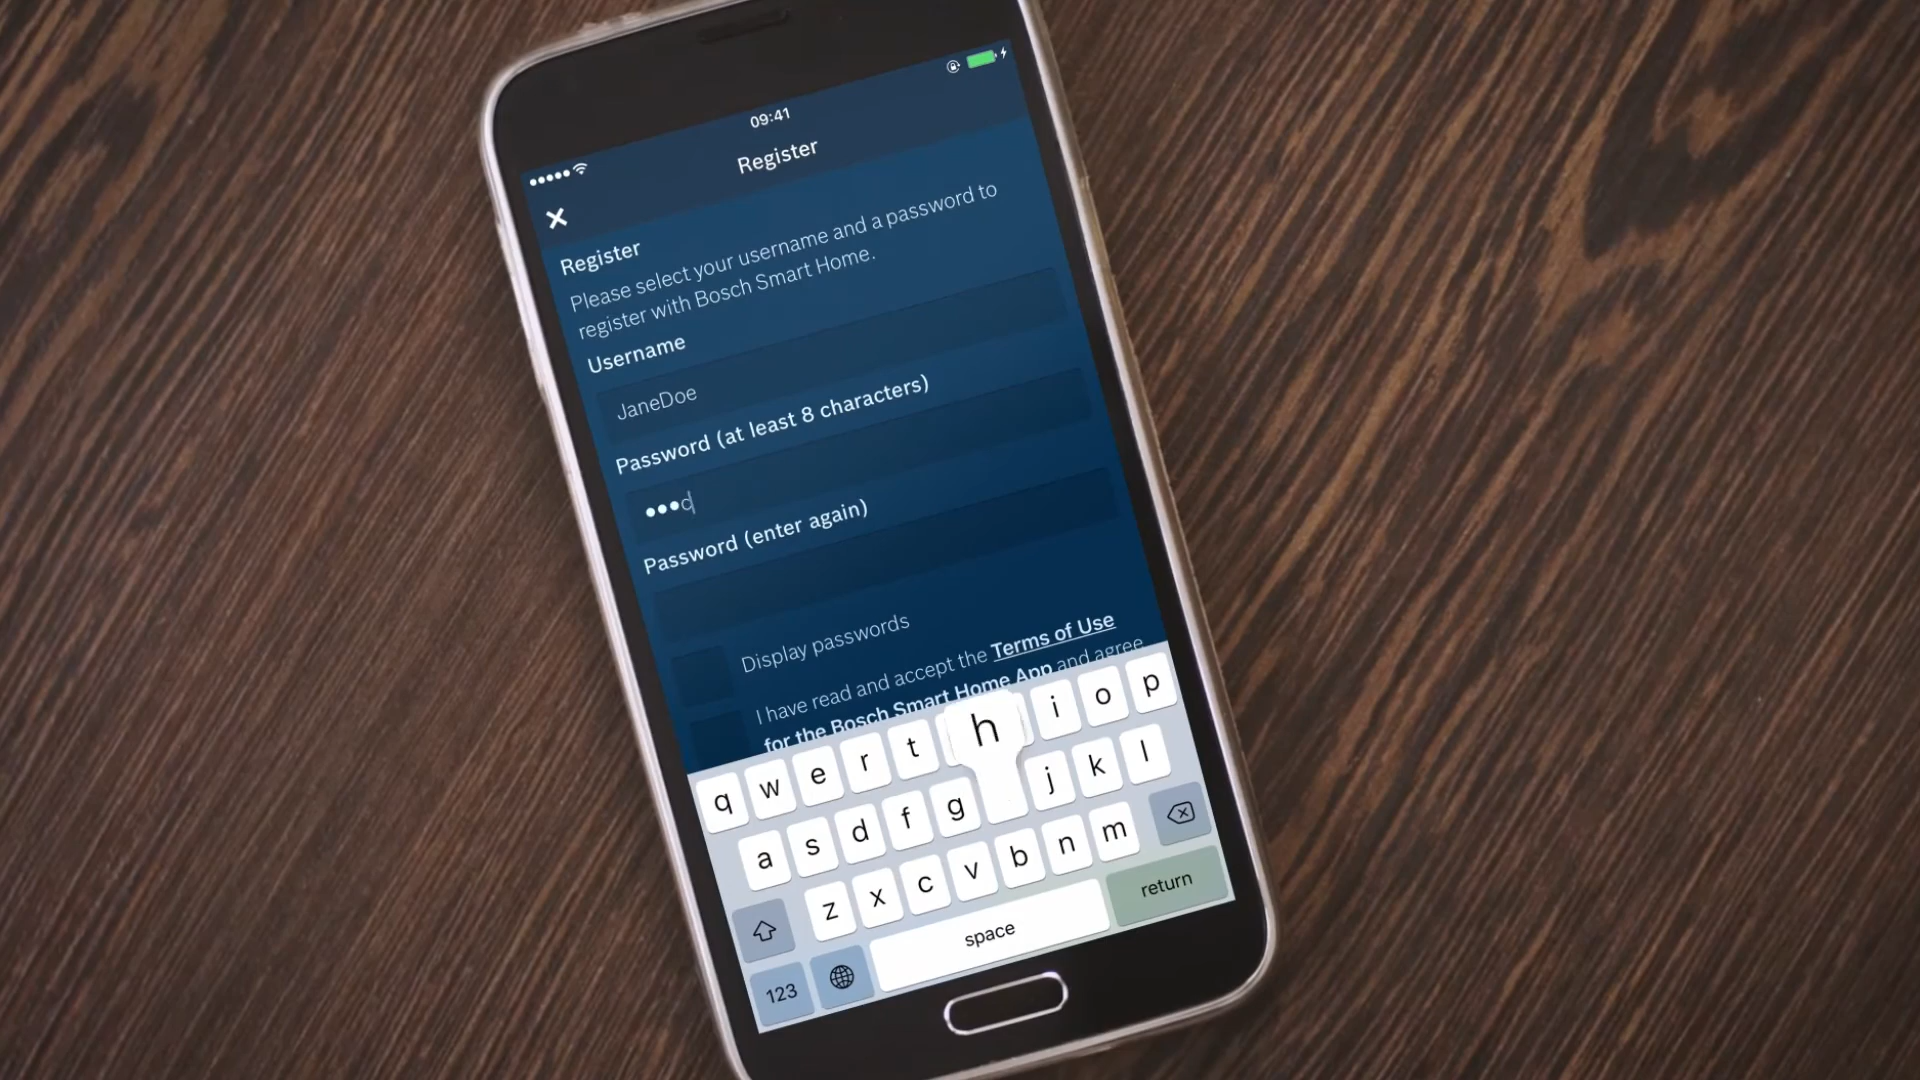 09:41
Register
Register
Please select your username and a password to
register with Bosch Smart Home.
Username
JaneDoe
Password (at least 8 characters)
•••c
Password (enter again)
Display passwords
I have read and accept the Terms of Use
for the Bosch Smart Home App and agree
q w e r t h i o p
a s d f g j k l
z x c v b n m
123 space return